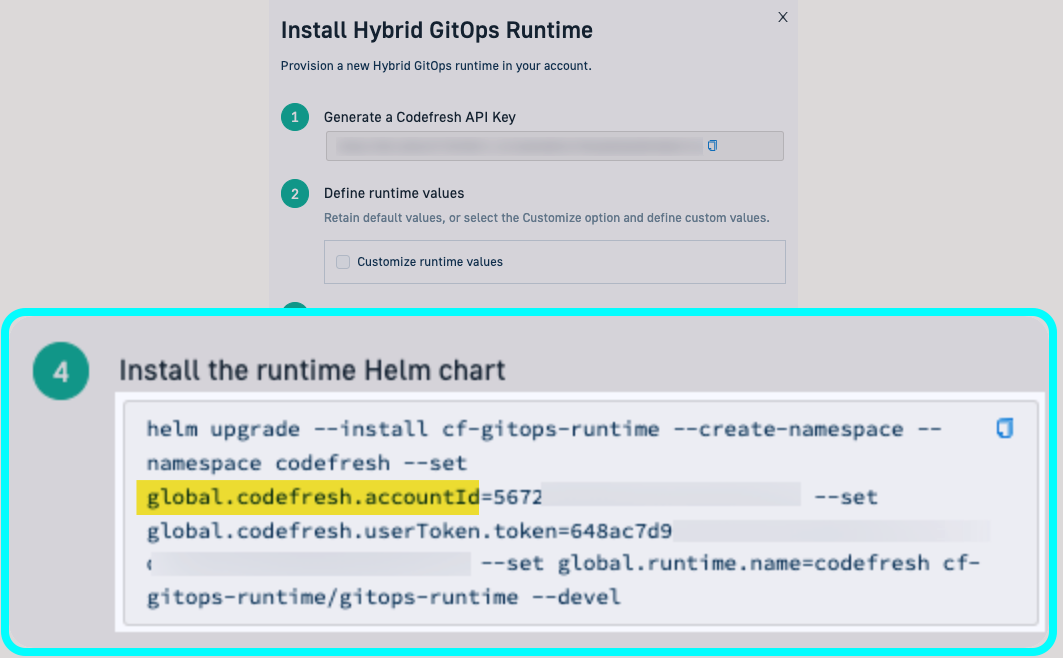 Install Hybrid GitOps Runtime
Provision a new Hybrid GitOps runtime in your account.
1
Generate a Codefresh API Key
2
Define runtime values
Retain default values, or select the Customize option and define custom values.
Customize runtime values
4
Install the runtime Helm chart
helm upgrade --install cf-gitops-runtime --create-namespace --
namespace codefresh --set
global.codefresh.accountId=5672 --set
global.codefresh.userToken.token=648ac7d9
--set global.runtime.name=codefresh cf-
gitops-runtime/gitops-runtime --devel